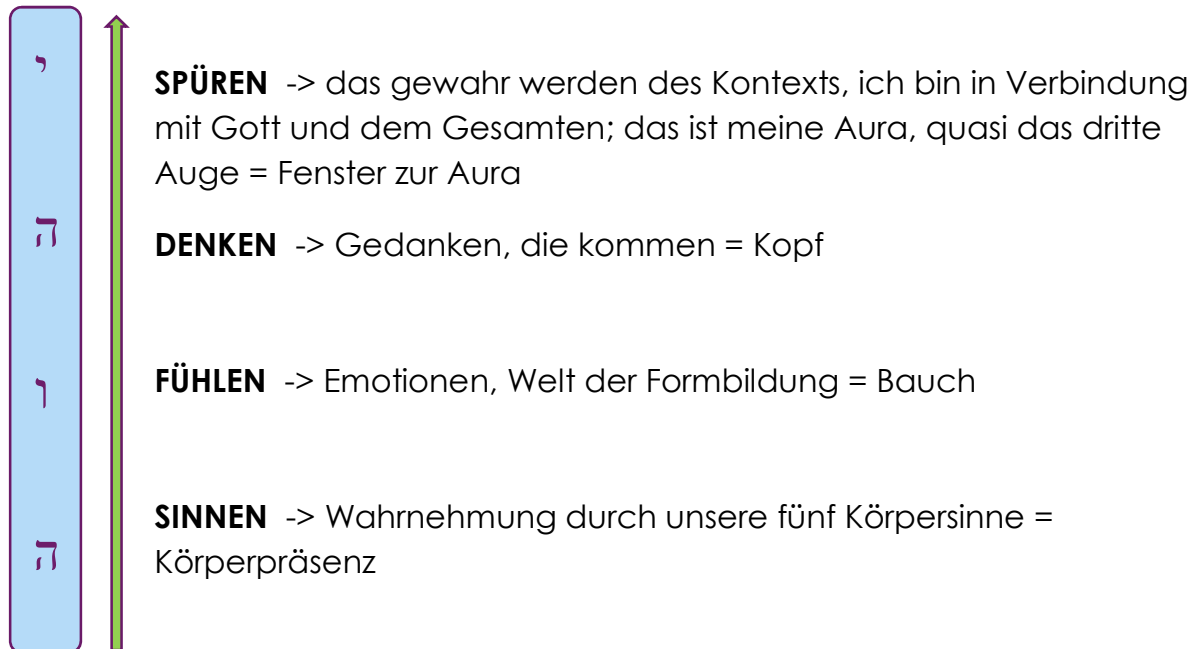 י
SPÜREN -> das gewahr werden des Kontexts, ich bin in Verbindung
mit Gott und dem Gesamten; das ist meine Aura, quasi das dritte
Auge = Fenster zur Aura
ה
DENKEN -> Gedanken, die kommen = Kopf
ו
FÜHLEN -> Emotionen, Welt der Formbildung = Bauch
ה
SINNEN -> Wahrnehmung durch unsere fünf Körpersinne =
Körperpräsenz